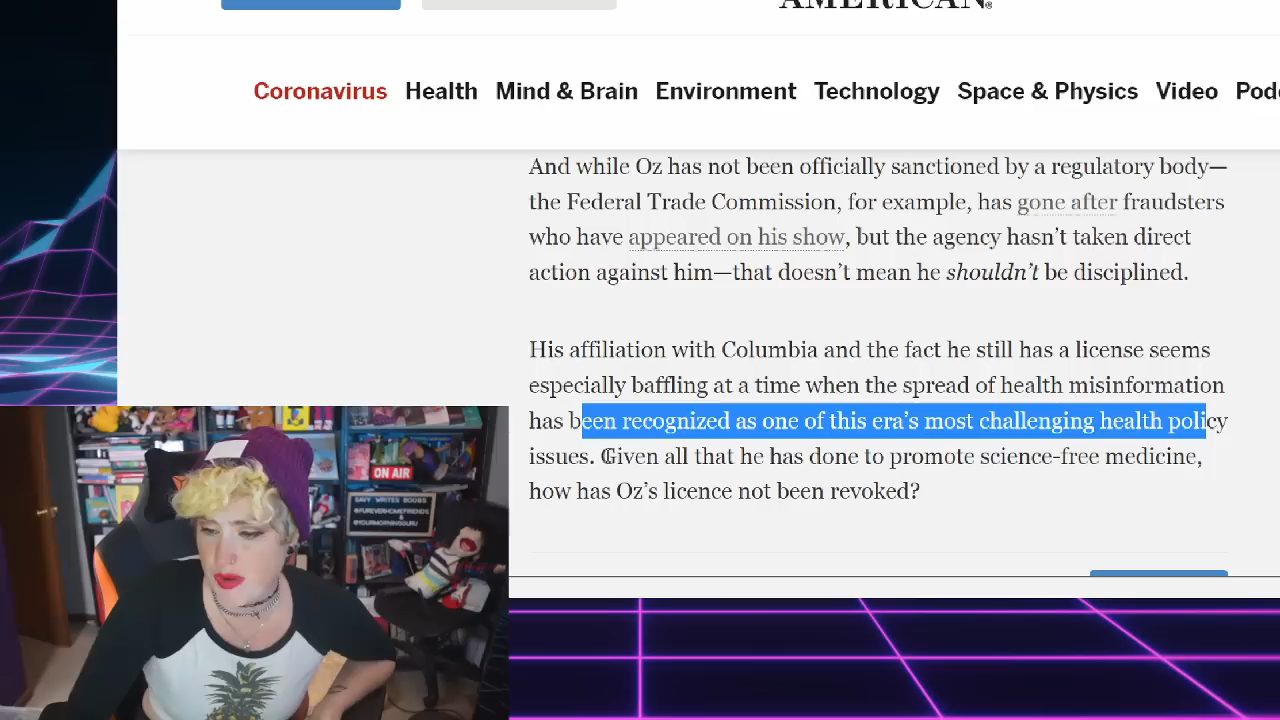 AMERICAN®
Coronavirus Health Mind & Brain Environment Technology Space & Physics Video
And while Oz has not been officially sanctioned by a regulatory body—
the Federal Trade Commission, for example, has gone after fraudsters
who have appeared on his show, but the agency hasn’t taken direct
action against him—that doesn’t mean he shouldn’t be disciplined.
His affiliation with Columbia and the fact he still has a license seems
especially baffling at a time when the spread of health misinformation
has been recognized as one of this era’s most challenging health policy
issues. Given all that he has done to promote science-free medicine,
how has Oz’s licence not been revoked?
ON AIR
SAVY WRITES BOOKS
@FUREVERHOMEFRIENDS
&
@YOURMORNINGGURU